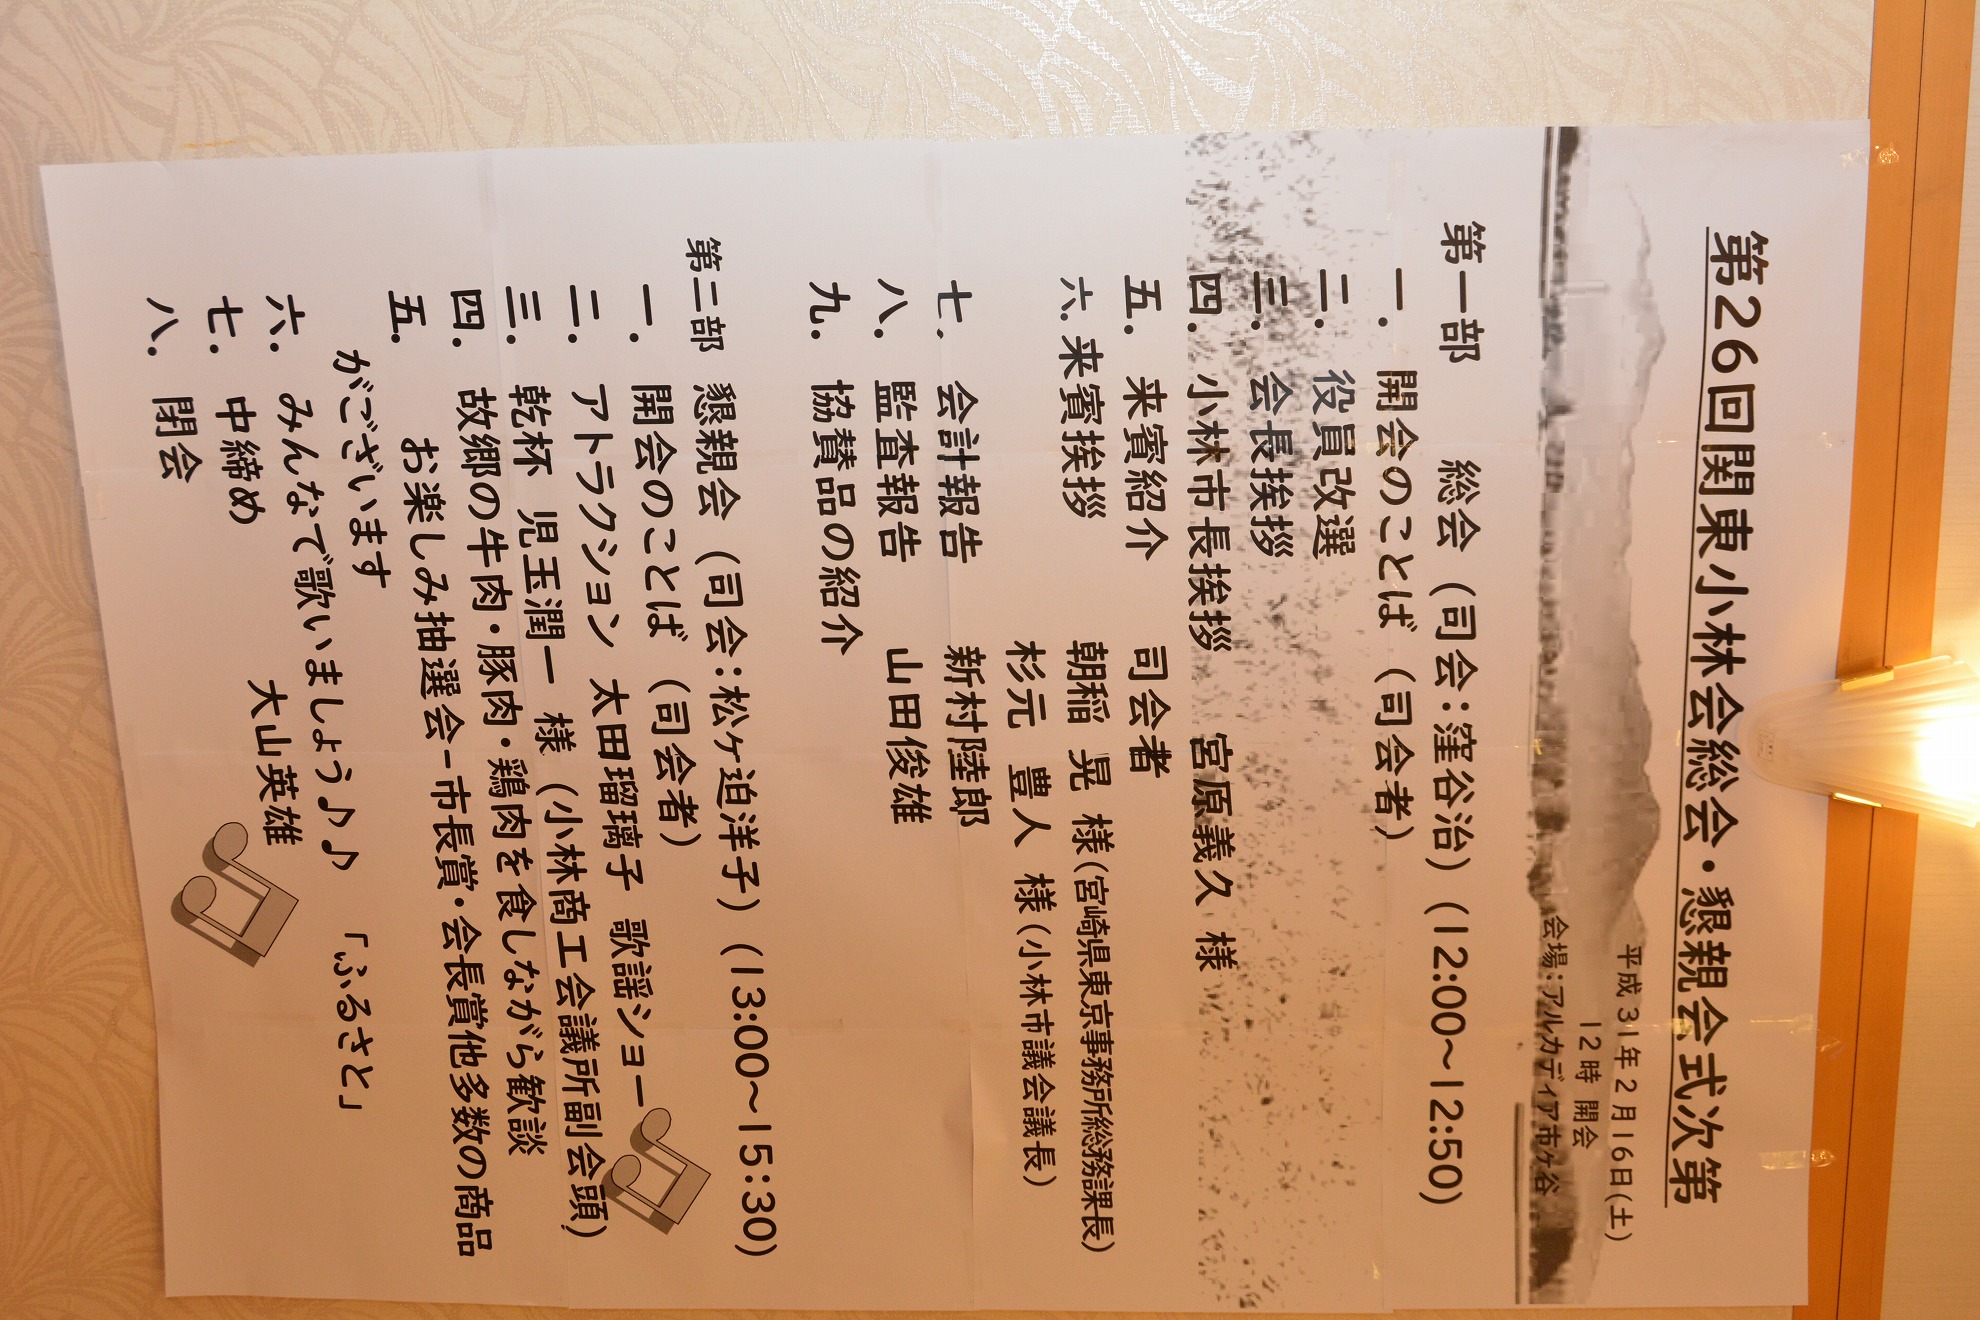 第26回関東小林会総会・懇親会式次第
平成31年2月16日(土)
12時 開会
会場:アルカディア市ヶ谷
第一部 総会(司会:窪谷治)(12:00〜12:50)
一. 開会のことば(司会者)
二. 役員改選
三. 会長挨拶
四. 小林市長挨拶 宮原義久 様
五. 来賓紹介 司会者
六. 来賓挨拶 朝稲 晃 様(宮崎県東京事務所総務課長)
杉元 豊人 様(小林市議会議長)
七. 会計報告 新村陸郎
八. 監査報告 山田俊雄
九. 協賛品の紹介
第二部 懇親会(司会:松ケ迫洋子)(13:00〜15:30)
一. 開会のことば(司会者)
二. アトラクション 太田瑠璃子 歌謡ショー
三. 乾杯 児玉潤一 様(小林商工会議所副会頭)
四. 故郷の牛肉・豚肉・鶏肉を食しながら歓談
五. お楽しみ抽選会-市長賞・会長賞他多数の商品
がございます
六. みんなで歌いましょう♪♪ 「ふるさと」
七. 中締め 大山英雄
八. 閉会